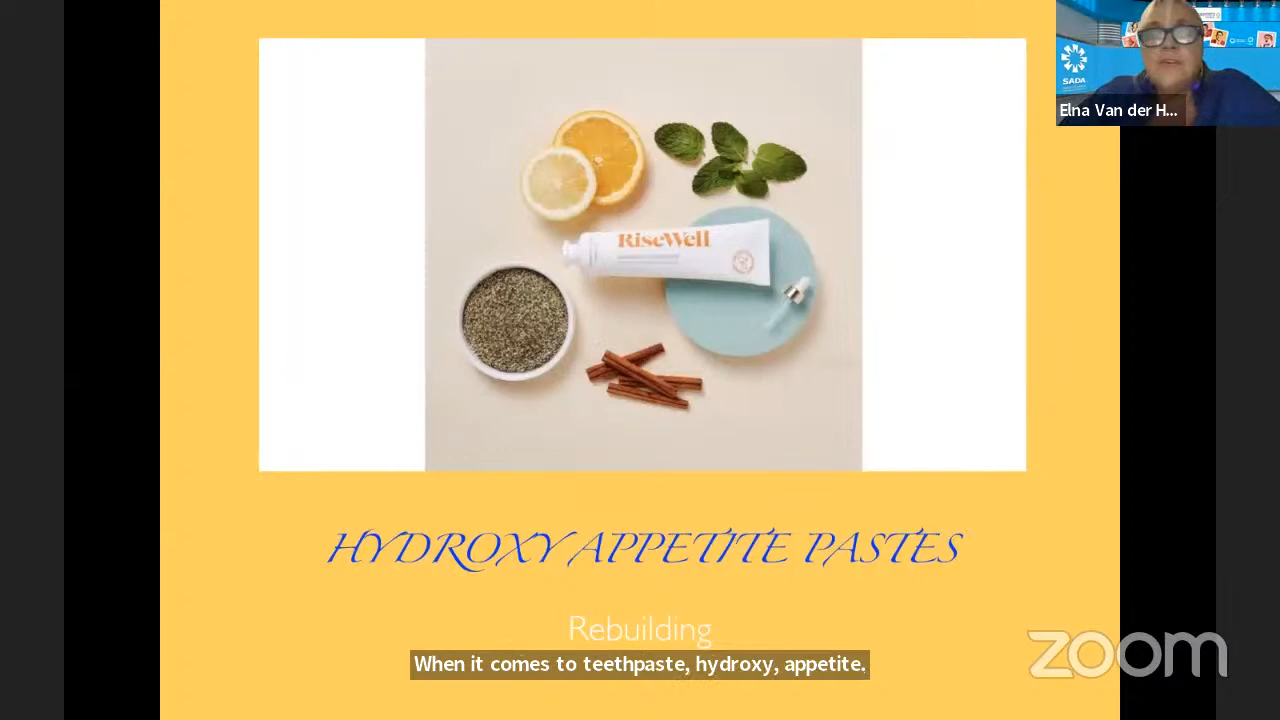 SADA
Elna Van der H...
RiseWell
HYDROXY APPETITE PASTES
Rebuilding
When it comes to teethpaste, hydroxy, appetite.
zoom